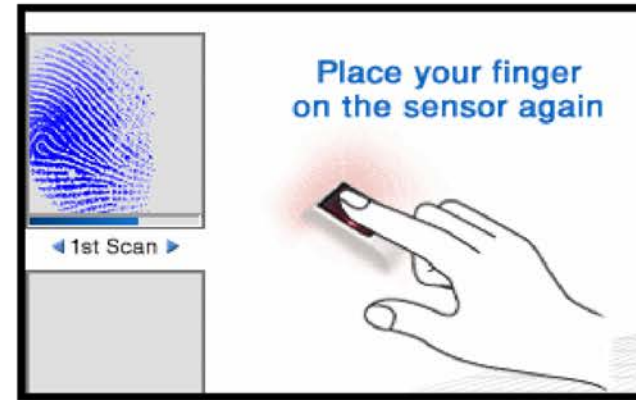 Place your finger
on the sensor again
1st Scan